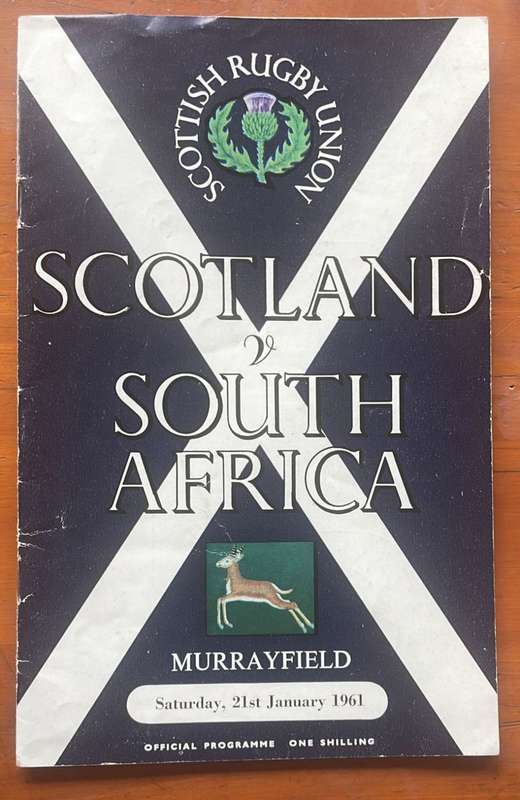 SCOTTISH RUGBY UNION
SCOTLAND
v
SOUTH
AFRICA
MURRAYFIELD
Saturday, 21st January 1961
OFFICIAL PROGRAMME ONE SHILLING